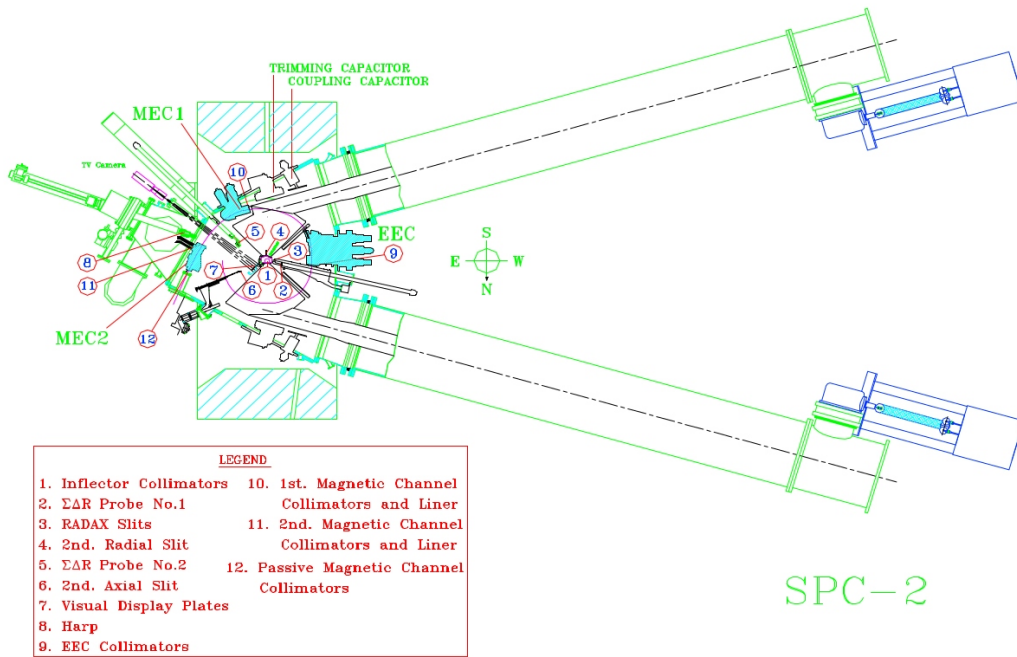 TRIMMING CAPACITOR
COUPLING CAPACITOR
MEC1
TV Camera
10
EEC
5
4
S
8
3
9
E
W
11
7
1
6
2
N
MEC2
12
LEGEND
1. Inflector Collimators
2. ΣΔR Probe No.1
3. RADAX Slits
4. 2nd. Radial Slit
5. ΣΔR Probe No.2
6. 2nd. Axial Slit
7. Visual Display Plates
8. Harp
9. EEC Collimators
10. 1st. Magnetic Channel
Collimators and Liner
11. 2nd. Magnetic Channel
Collimators and Liner
12. Passive Magnetic Channel
Collimators
SPC-2